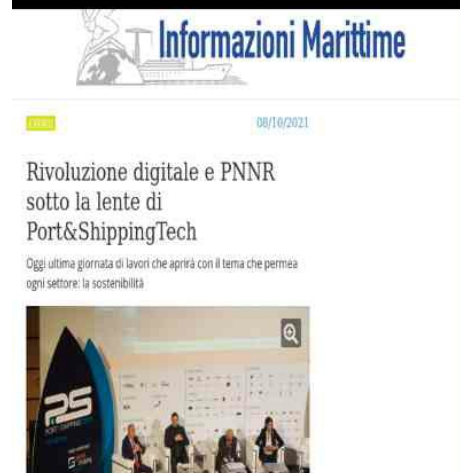 Informazioni Marittime
08/10/2021
Rivoluzione digitale e PNNR
sotto la lente di
Port&ShippingTech
Oggi ultima giornata di lavori che aprirà con il tema che permea
ogni settore: la sostenibilità
PS